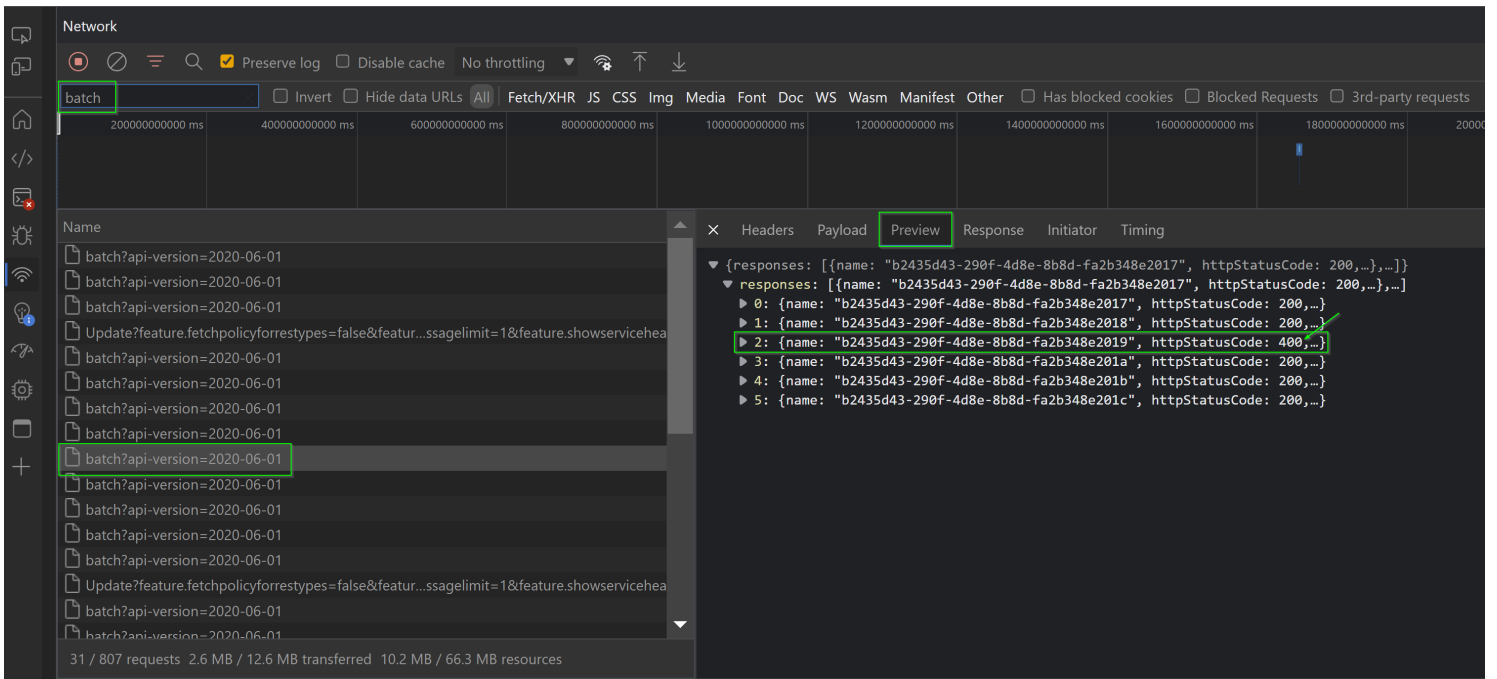 Network
Preserve log Disable cache No throttling
batch Invert Hide data URLs All Fetch/XHR JS CSS Img Media Font Doc WS Wasm Manifest Other Has blocked cookies Blocked Requests 3rd-party requests
200000000000 ms 400000000000 ms 600000000000 ms 800000000000 ms 1000000000000 ms 1200000000000 ms 1400000000000 ms 1600000000000 ms 1800000000000 ms 20000
Name
batch?api-version=2020-06-01
batch?api-version=2020-06-01
batch?api-version=2020-06-01
Update?feature.fetchpolicyforrestypes=false&featur...ssagelimit=1&feature.showservicehea
batch?api-version=2020-06-01
batch?api-version=2020-06-01
batch?api-version=2020-06-01
batch?api-version=2020-06-01
batch?api-version=2020-06-01
batch?api-version=2020-06-01
batch?api-version=2020-06-01
batch?api-version=2020-06-01
batch?api-version=2020-06-01
Update?feature.fetchpolicyforrestypes=false&featur...ssagelimit=1&feature.showservicehea
batch?api-version=2020-06-01
batch?api-version=2020-06-01
31 / 807 requests 2.6 MB / 12.6 MB transferred 10.2 MB / 66.3 MB resources
Headers Payload Preview Response Initiator Timing
{responses: [{name: "b2435d43-290f-4d8e-8b8d-fa2b348e2017", httpStatusCode: 200,…},…]}
responses: [{name: "b2435d43-290f-4d8e-8b8d-fa2b348e2017", httpStatusCode: 200,…},…]
0: {name: "b2435d43-290f-4d8e-8b8d-fa2b348e2017", httpStatusCode: 200,…}
1: {name: "b2435d43-290f-4d8e-8b8d-fa2b348e2018", httpStatusCode: 200,…}
2: {name: "b2435d43-290f-4d8e-8b8d-fa2b348e2019", httpStatusCode: 400,…}
3: {name: "b2435d43-290f-4d8e-8b8d-fa2b348e201a", httpStatusCode: 200,…}
4: {name: "b2435d43-290f-4d8e-8b8d-fa2b348e201b", httpStatusCode: 200,…}
5: {name: "b2435d43-290f-4d8e-8b8d-fa2b348e201c", httpStatusCode: 200,…}